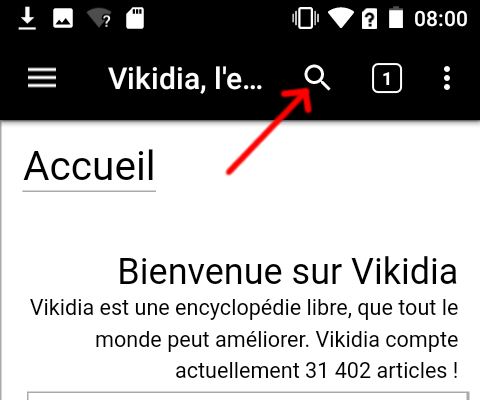 08:00
Vikidia, l'e...
1
Accueil
Bienvenue sur Vikidia
Vikidia est une encyclopédie libre, que tout le
monde peut améliorer. Vikidia compte
actuellement 31 402 articles !